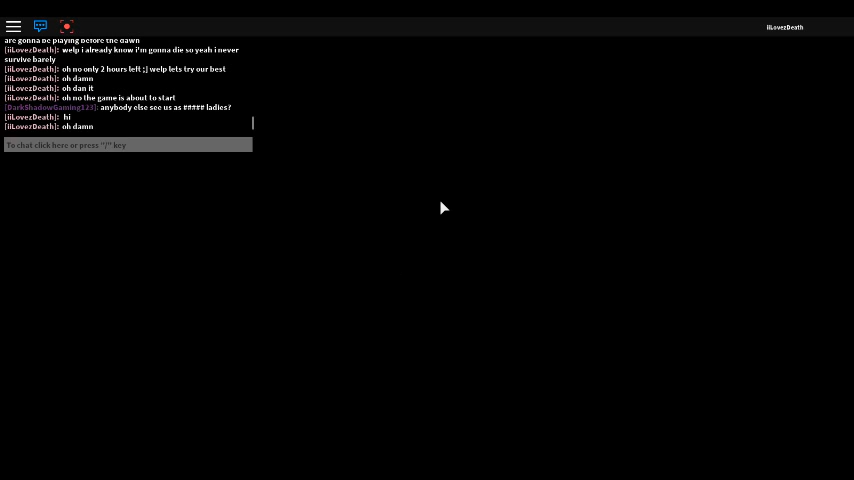 iiLovezDeath
are gonna be playing before the dawn
[iiLovezDeath]: welp i already know i'm gonna die so yeah i never
survive barely
[iiLovezDeath]: oh no only 2 hours left ;] welp lets try our best
[iiLovezDeath]: oh damn
[iiLovezDeath]: oh dan it
[iiLovezDeath]: oh no the game is about to start
[DarkShadowGaming123]: anybody else see us as ##### ladies?
[iiLovezDeath]: hi
[iiLovezDeath]: oh damn
To chat click here or press "/" key